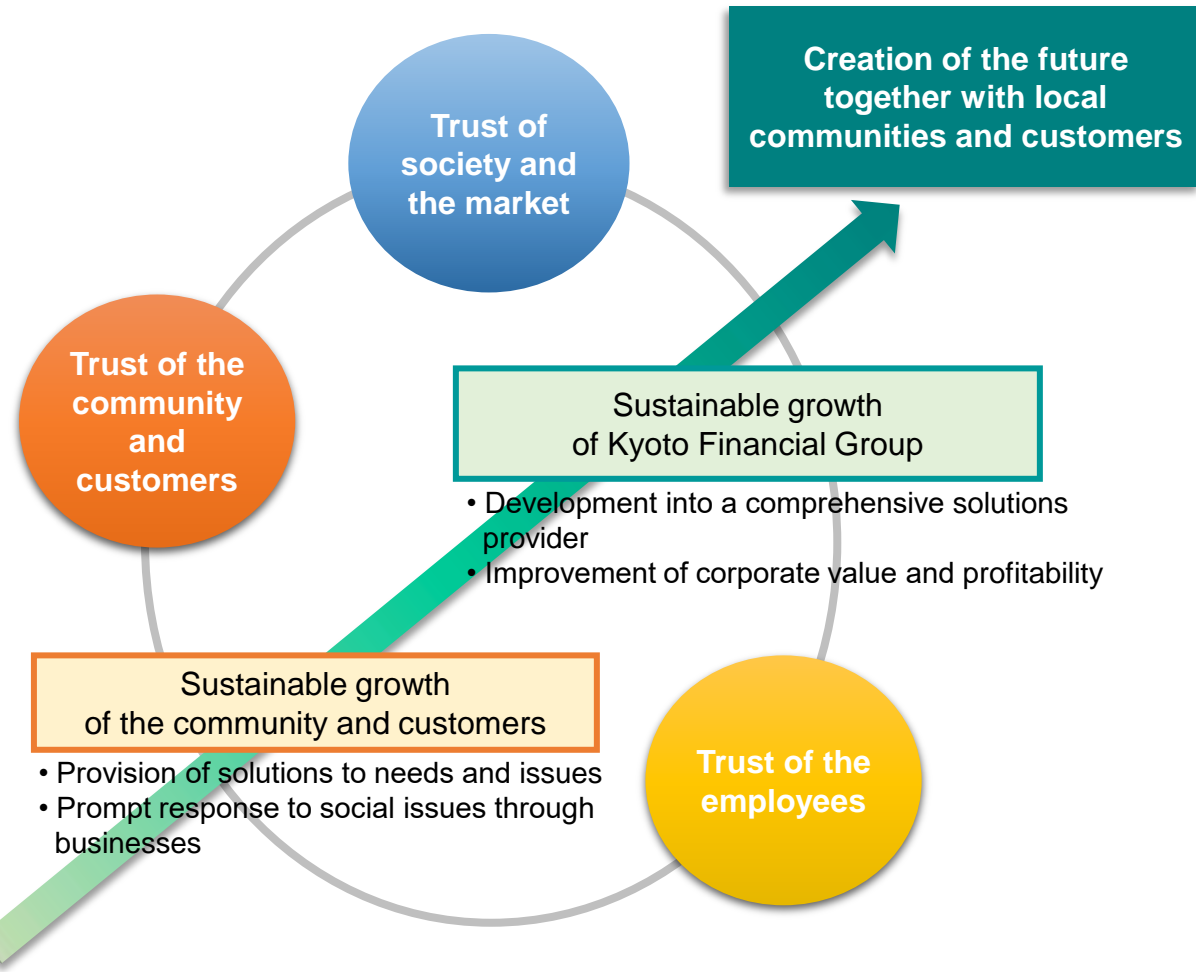 Creation of the future
together with local
communities and customers
Trust of
society and
the market
Trust of the
community
and
customers
Sustainable growth
of Kyoto Financial Group
• Development into a comprehensive solutions
provider
• Improvement of corporate value and profitability
Sustainable growth
of the community and customers
• Provision of solutions to needs and issues
• Prompt response to social issues through
businesses
Trust of the
employees